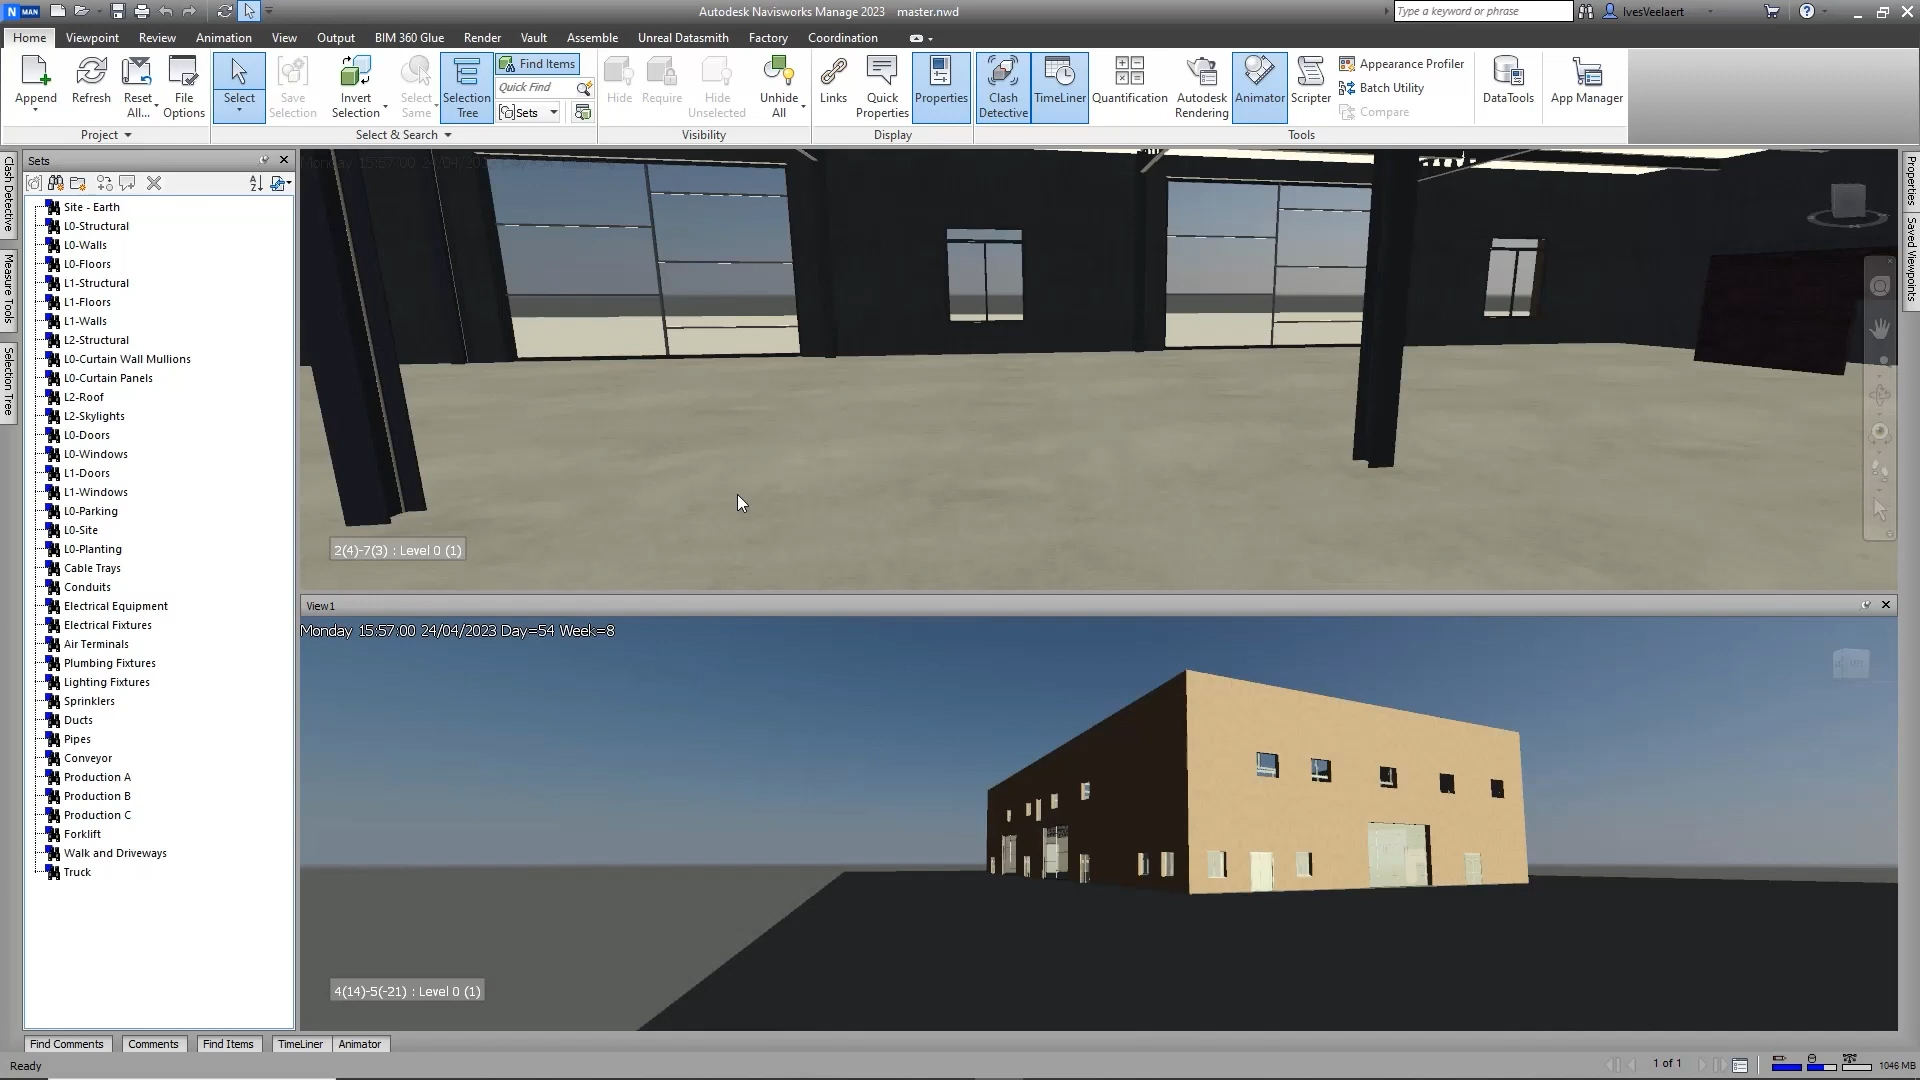 N MAN
Autodesk Navisworks Manage 2023 master.nwd
Type a keyword or phrase
IvesVeelaert
Home Viewpoint Review Animation View Output BIM 360 Glue Render Vault Assemble Unreal Datasmith Factory Coordination
Append
Refresh
Reset All...
File Options
Project
Select
Save Selection
Invert Selection
Select Same
Selection Tree
Find Items
Quick Find
Sets
Select & Search
Hide
Require
Hide Unselected
Unhide All
Visibility
Links
Quick Properties
Properties
Display
Clash Detective
TimeLiner
Quantification
Autodesk Rendering
Animator
Scripter
Appearance Profiler
Batch Utility
Compare
Tools
DataTools
App Manager
Clash Detective
Measure Tools
Selection Tree
Sets
Site - Earth
L0-Structural
L0-Walls
L0-Floors
L1-Structural
L1-Floors
L1-Walls
L2-Structural
L0-Curtain Wall Mullions
L0-Curtain Panels
L2-Roof
L2-Skylights
L0-Doors
L0-Windows
L1-Doors
L1-Windows
L0-Parking
L0-Site
L0-Planting
Cable Trays
Conduits
Electrical Equipment
Electrical Fixtures
Air Terminals
Plumbing Fixtures
Lighting Fixtures
Sprinklers
Ducts
Pipes
Conveyor
Production A
Production B
Production C
Forklift
Walk and Driveways
Truck
Monday 15:57:00 24/04/20
2(4)-7(3) : Level 0 (1)
View1
Monday 15:57:00 24/04/2023 Day=54 Week=8
4(14)-5(-21) : Level 0 (1)
Properties
Saved Viewpoints
Find Comments
Comments
Find Items
TimeLiner
Animator
Ready
1 of 1
1046 MB